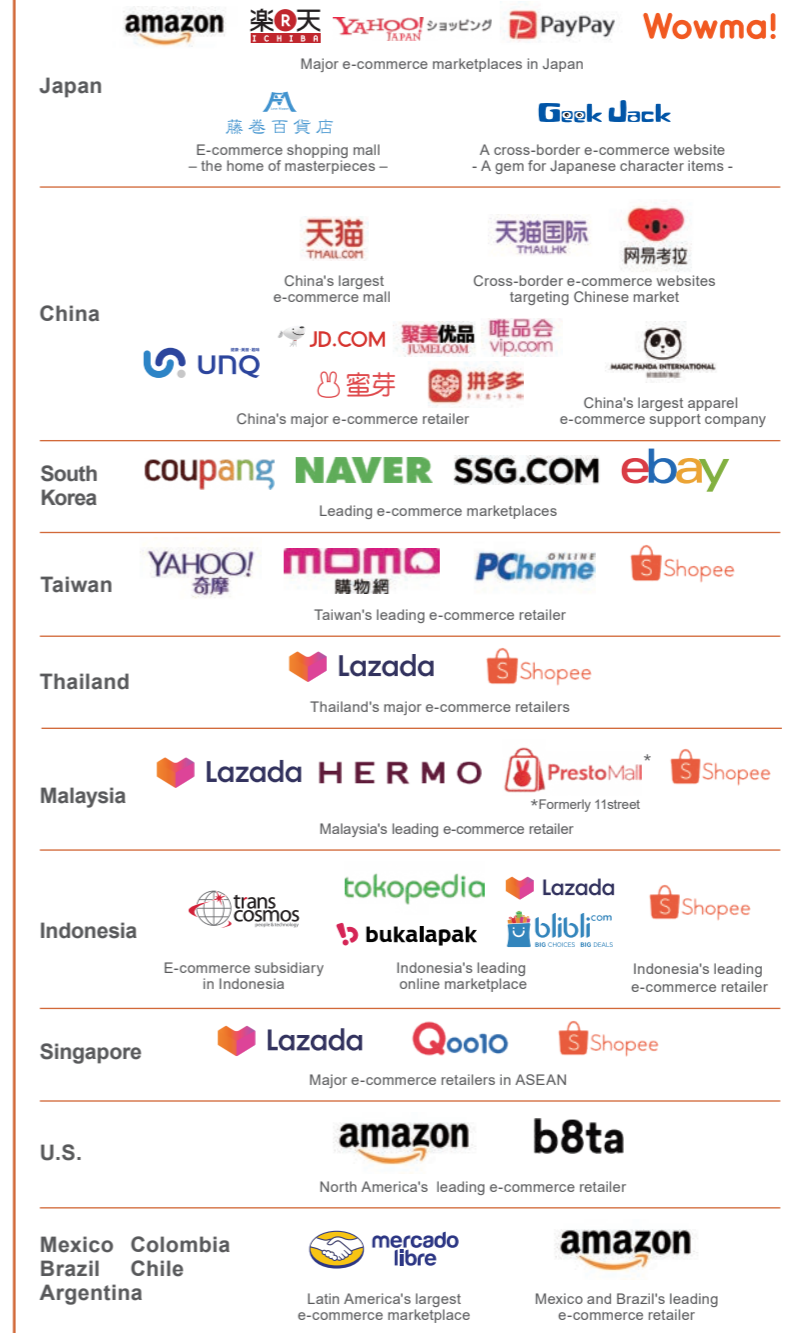 amazon 楽R天 ICHIBA YAHOO! JAPAN ショッピング PayPay Wowma!
Major e-commerce marketplaces in Japan
Japan
藤巻百貨店 Geek Jack
E-commerce shopping mall
– the home of masterpieces –
A cross-border e-commerce website
- A gem for Japanese character items -
天猫
TMALL.COM
China's largest
e-commerce mall
天猫国际
TMALL.HK
网易考拉
Cross-border e-commerce websites
targeting Chinese market
China
unQ
JD.COM
聚美优品
JUMEI.COM
唯品会
vip.com
蜜芽
拼多多
China's major e-commerce retailer
MAGIC PANDA INTERNATIONAL
China's largest apparel
e-commerce support company
South
Korea
coupang NAVER SSG.COM ebay
Leading e-commerce marketplaces
Taiwan
YAHOO!
奇摩
momo
購物網
PChome
ONLINE
S Shopee
Taiwan's leading e-commerce retailer
Thailand
Lazada S Shopee
Thailand's major e-commerce retailers
Malaysia
Lazada HERMO PrestoMall* S Shopee
*Formerly 11street
Malaysia's leading e-commerce retailer
Indonesia
trans
cosmos
people & technology
E-commerce subsidiary
in Indonesia
tokopedia Lazada
bukalapak blibli.com
BIG CHOICES BIG DEALS
Indonesia's leading
online marketplace
S Shopee
Indonesia's leading
e-commerce retailer
Singapore
Lazada Qoo10 S Shopee
Major e-commerce retailers in ASEAN
U.S.
amazon b8ta
North America's leading e-commerce retailer
Mexico Colombia
Brazil Chile
Argentina
mercado
libre
Latin America's largest
e-commerce marketplace
amazon
Mexico and Brazil's leading
e-commerce retailer